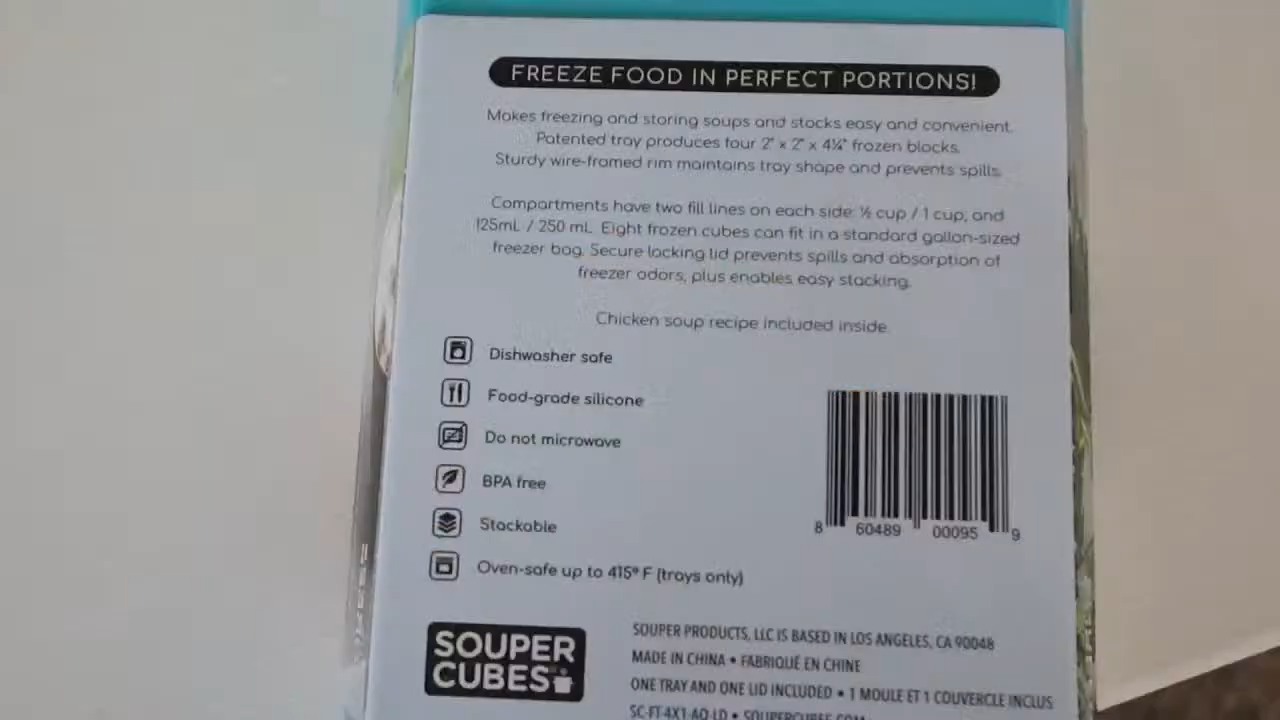 FREEZE FOOD IN PERFECT PORTIONS!
Makes freezing and storing soups and stocks easy and convenient.
Patented tray produces four 2" x 2" x 4¼" frozen blocks.
Sturdy wire-framed rim maintains tray shape and prevents spills.
Compartments have two fill lines on each side: ½ cup / 1 cup, and
125mL / 250 mL. Eight frozen cubes can fit in a standard gallon-sized
freezer bag. Secure locking lid prevents spills and absorption of
freezer odors, plus enables easy stacking.
Chicken soup recipe included inside.
Dishwasher safe
Food-grade silicone
Do not microwave
BPA free
Stackable
Oven-safe up to 415° F (trays only)
8 60489 00095 9
SOUPER
CUBES
SOUPER PRODUCTS, LLC IS BASED IN LOS ANGELES, CA 90048
MADE IN CHINA • FABRIQUÉ EN CHINE
ONE TRAY AND ONE LID INCLUDED • 1 MOULE ET 1 COUVERCLE INCLUS
SC-FT-4X1-AQ-LD • SOUPERCUBES.COM